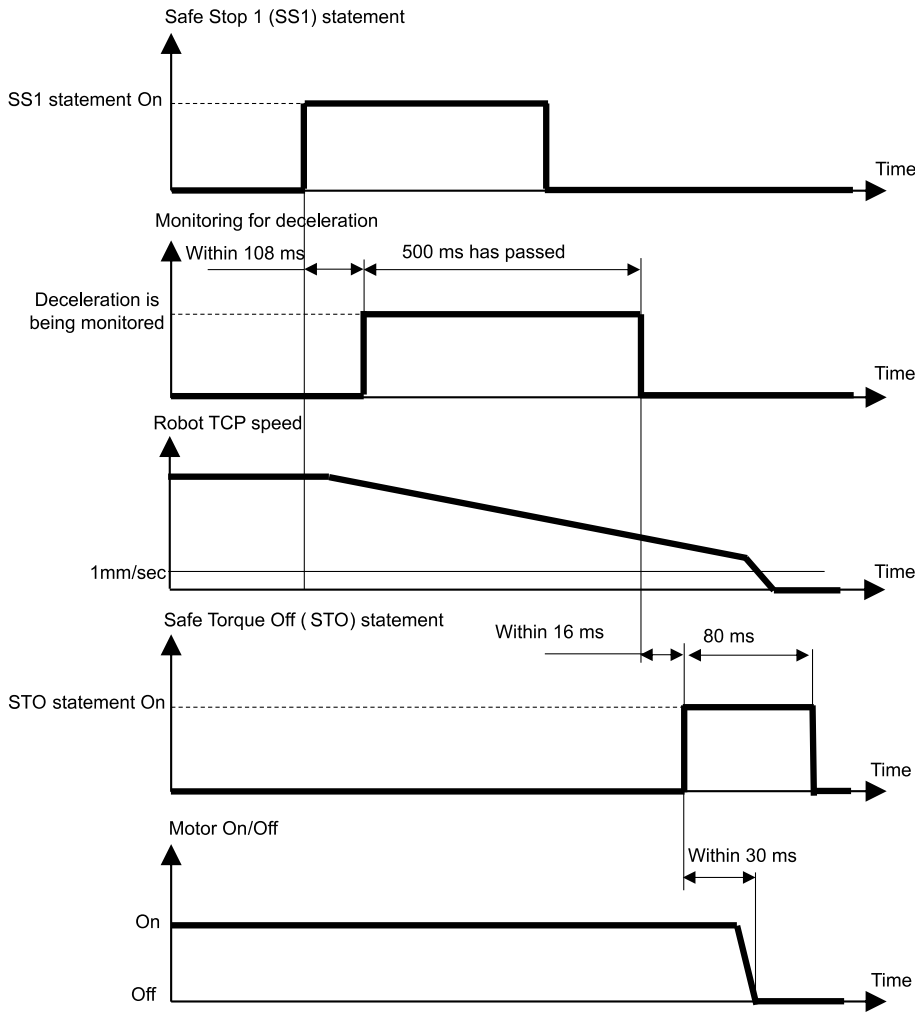 Safe Stop 1 (SS1) statement
SS1 statement On
Time
Monitoring for deceleration
Within 108 ms
500 ms has passed
Deceleration is
being monitored
Time
Robot TCP speed
1mm/sec
Time
Safe Torque Off ( STO) statement
Within 16 ms
80 ms
STO statement On
Time
Motor On/Off
Within 30 ms
On
Off
Time